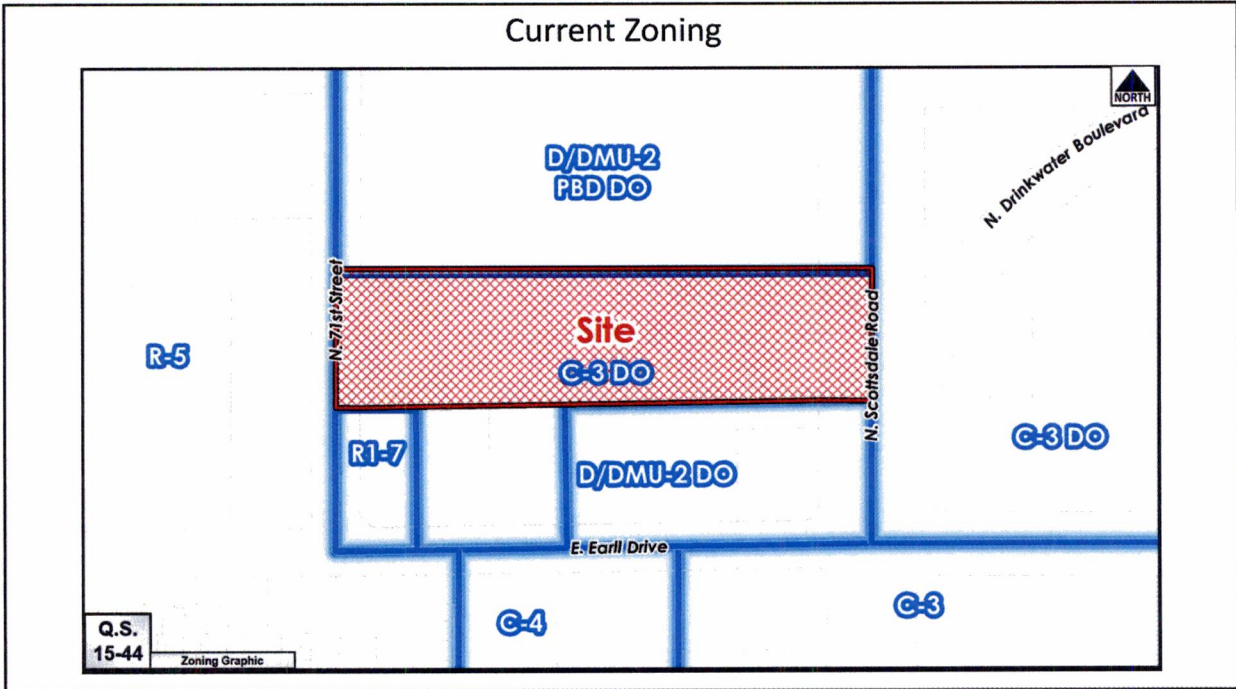 Current Zoning
NORTH
N. Drinkwater Boulevard
D/DMU-2
PBD DO
N. 71st Street
Site
C-3 DO
N. Scottsdale Road
R-5
R1-7
D/DMU-2 DO
C-3 DO
E. Earll Drive
C-4
C-3
Q.S.
15-44
Zoning Graphic